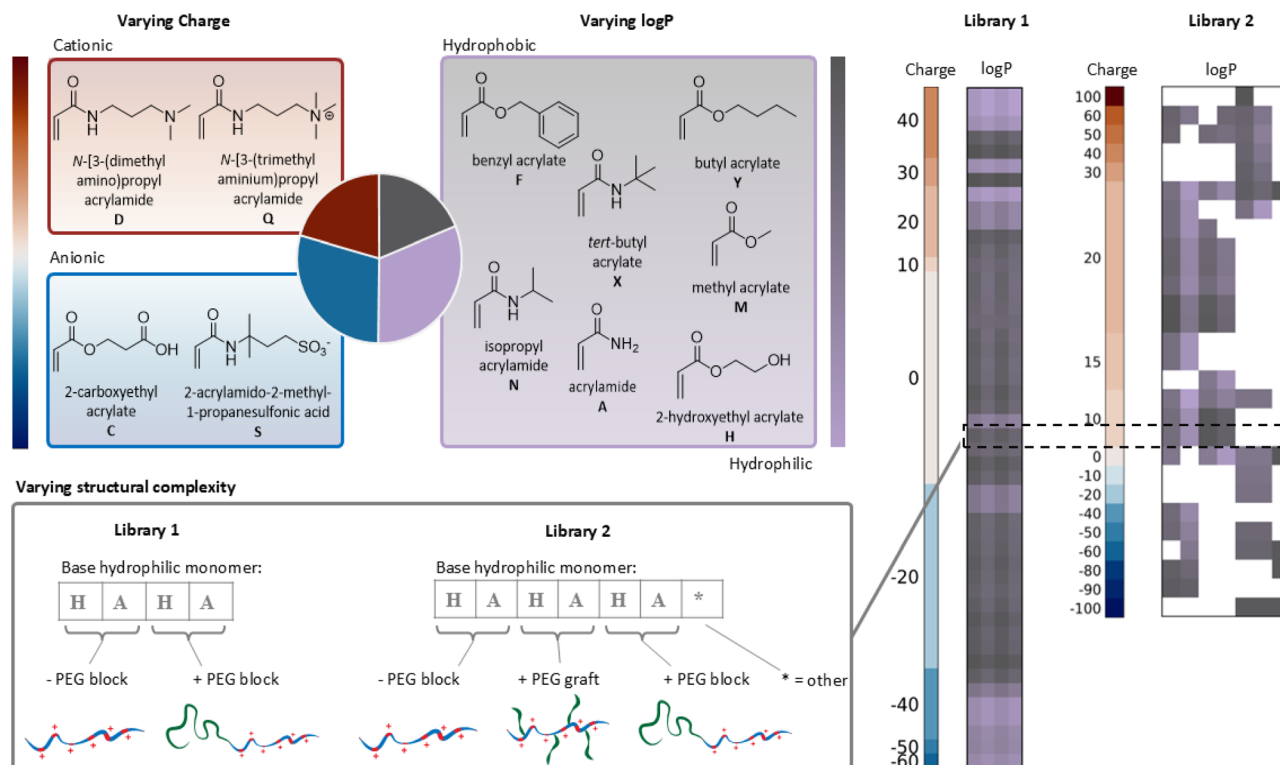 Varying Charge
Cationic
O
N
H
N
N-[3-(dimethyl
amino)propyl
acrylamide
D
O
N
H
N
⊕
N-[3-(trimethyl
aminium)propyl
acrylamide
Q
Anionic
O
O
O
OH
2-carboxyethyl
acrylate
C
O
N
H
SO3-
2-acrylamido-2-methyl-
1-propanesulfonic acid
S
Varying logP
Hydrophobic
O
O
benzyl acrylate
F
O
O
butyl acrylate
Y
O
N
H
tert-butyl
acrylate
X
O
O
methyl acrylate
M
O
N
H
isopropyl
acrylamide
N
O
NH2
acrylamide
A
O
O
OH
2-hydroxyethyl acrylate
H
Hydrophilic
Varying structural complexity
Library 1
Base hydrophilic monomer:
H A H A
- PEG block
+ PEG block
Library 2
Base hydrophilic monomer:
H A H A H A *
- PEG block
+ PEG graft
+ PEG block
* = other
Library 1
Charge logP
40
30
20
10
0
-20
-40
-50
-60
Library 2
Charge logP
100
60
50
40
30
20
15
10
0
-10
-20
-40
-50
-60
-80
-90
-100